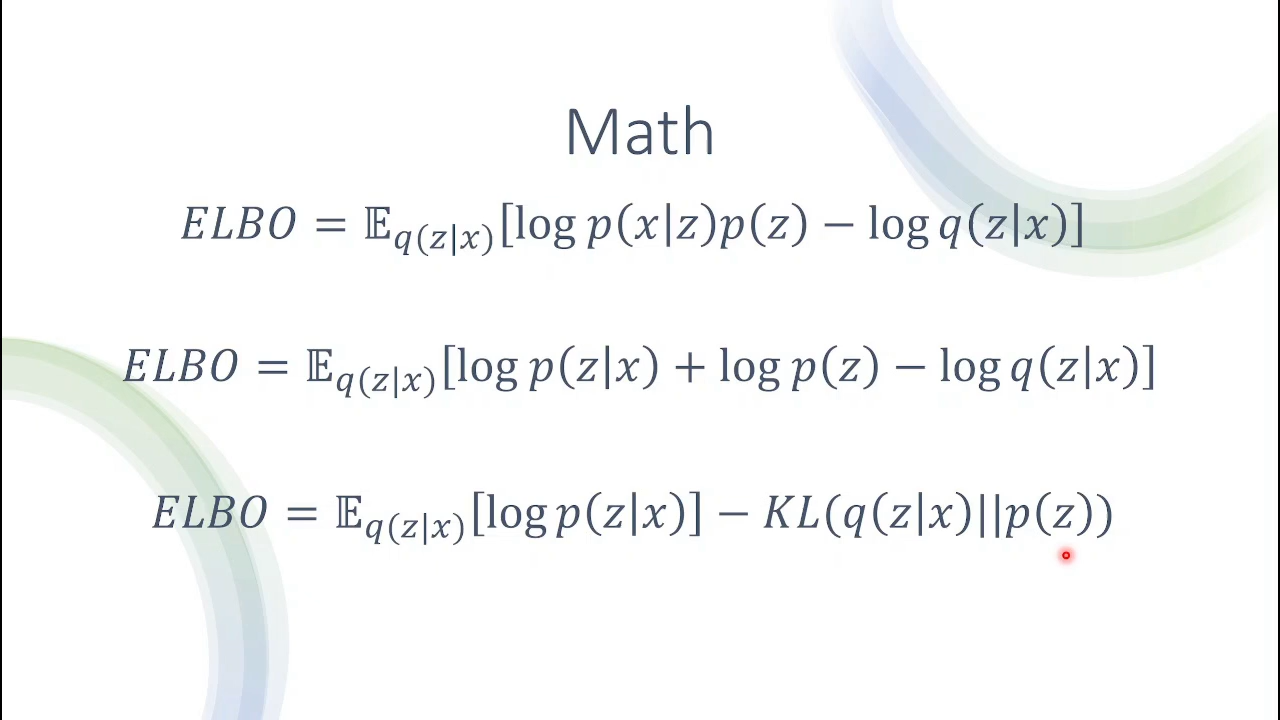 Math
ELBO = 𝔼_{q(z|x)}[log p(x|z)p(z) − log q(z|x)]
ELBO = 𝔼_{q(z|x)}[log p(z|x) + log p(z) − log q(z|x)]
ELBO = 𝔼_{q(z|x)}[log p(z|x)] − KL(q(z|x)||p(z))